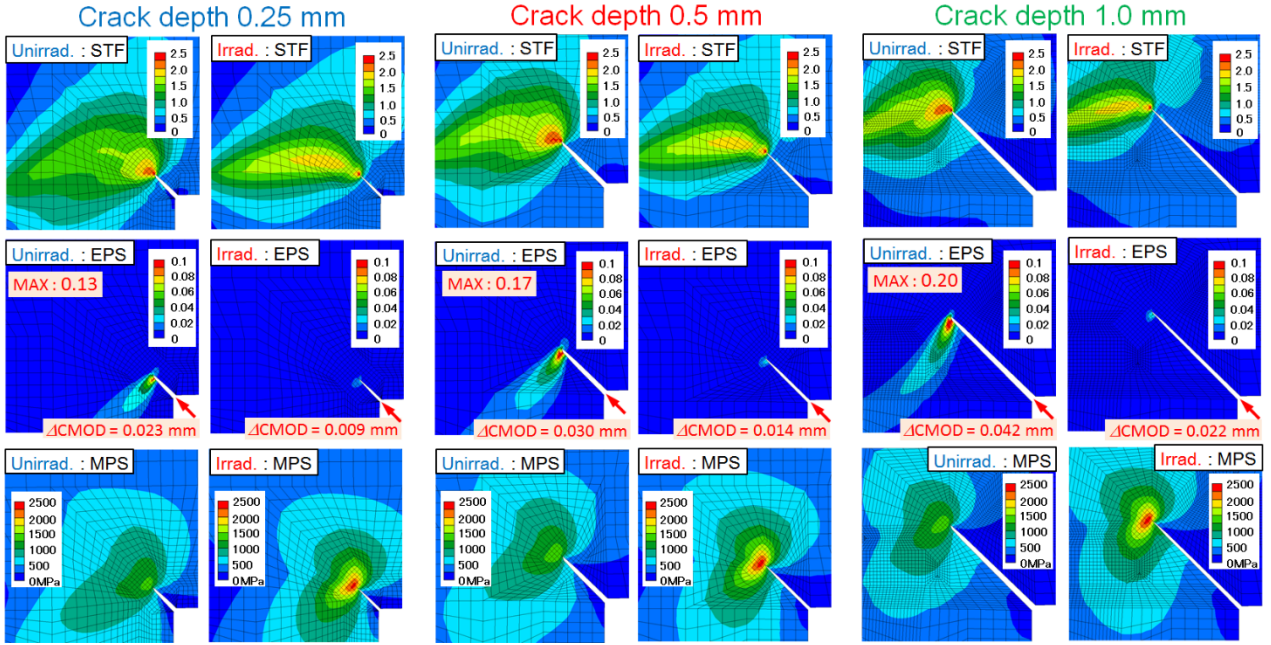 Crack depth 0.25 mm
Crack depth 0.5 mm
Crack depth 1.0 mm
Unirrad. : STF
2.5
2.0
1.5
1.0
0.5
0
Irrad. : STF
2.5
2.0
1.5
1.0
0.5
0
Unirrad. : STF
2.5
2.0
1.5
1.0
0.5
0
Irrad. : STF
2.5
2.0
1.5
1.0
0.5
0
Unirrad. : STF
2.5
2.0
1.5
1.0
0.5
0
Irrad. : STF
2.5
2.0
1.5
1.0
0.5
0
Unirrad. : EPS
MAX : 0.13
0.1
0.08
0.06
0.04
0.02
0
⊿CMOD = 0.023 mm
Irrad. : EPS
0.1
0.08
0.06
0.04
0.02
0
⊿CMOD = 0.009 mm
Unirrad. : EPS
MAX : 0.17
0.1
0.08
0.06
0.04
0.02
0
⊿CMOD = 0.030 mm
Irrad. : EPS
0.1
0.08
0.06
0.04
0.02
0
⊿CMOD = 0.014 mm
Unirrad. : EPS
MAX : 0.20
0.1
0.08
0.06
0.04
0.02
0
⊿CMOD = 0.042 mm
Irrad. : EPS
0.1
0.08
0.06
0.04
0.02
0
⊿CMOD = 0.022 mm
Unirrad. : MPS
2500
2000
1500
1000
500
0MPa
Irrad. : MPS
2500
2000
1500
1000
500
0MPa
Unirrad. : MPS
2500
2000
1500
1000
500
0MPa
Irrad. : MPS
2500
2000
1500
1000
500
0MPa
Unirrad. : MPS
2500
2000
1500
1000
500
0MPa
Irrad. : MPS
2500
2000
1500
1000
500
0MPa